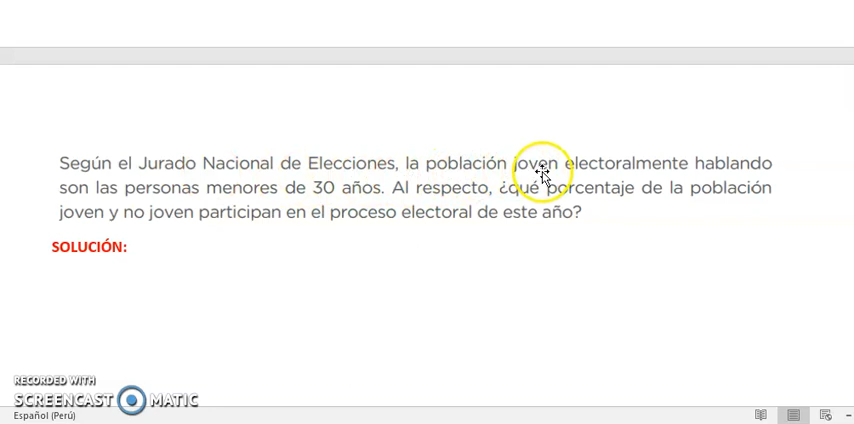 Según el Jurado Nacional de Elecciones, la población joven electoralmente hablando
son las personas menores de 30 años. Al respecto, ¿qué porcentaje de la población
joven y no joven participan en el proceso electoral de este año?
SOLUCIÓN:
RECORDED WITH
SCREENCAST MATIC
Español (Perú)